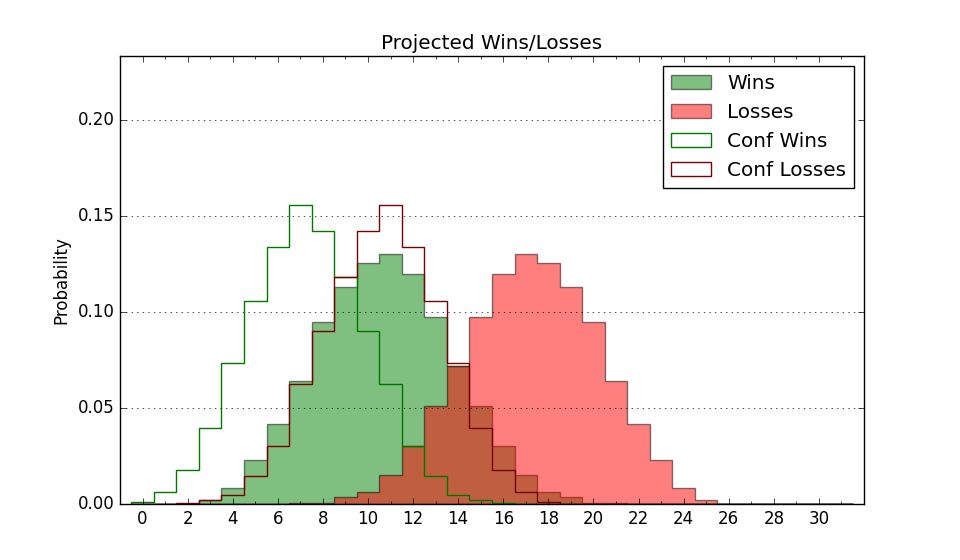 Projected Wins/Losses
Wins
Losses
Conf Wins
Conf Losses
Probability
0.20
0.15
0.10
0.05
0.00
0 2 4 6 8 10 12 14 16 18 20 22 24 26 28 30